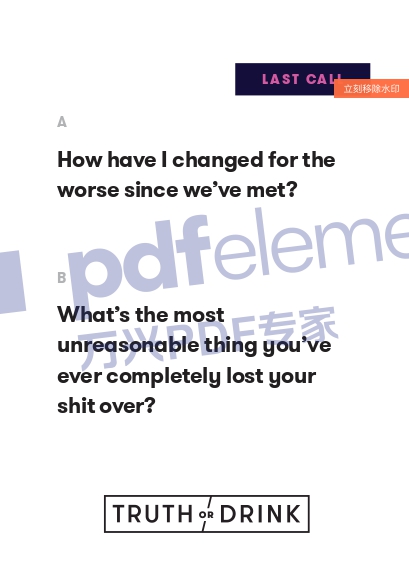 LAST CALL
立刻移除水印
A
How have I changed for the
worse since we’ve met?
pdfeleme
B
What’s the most
unreasonable thing you’ve
ever completely lost your
shit over?
万兴PDF专家
TRUTH OR DRINK